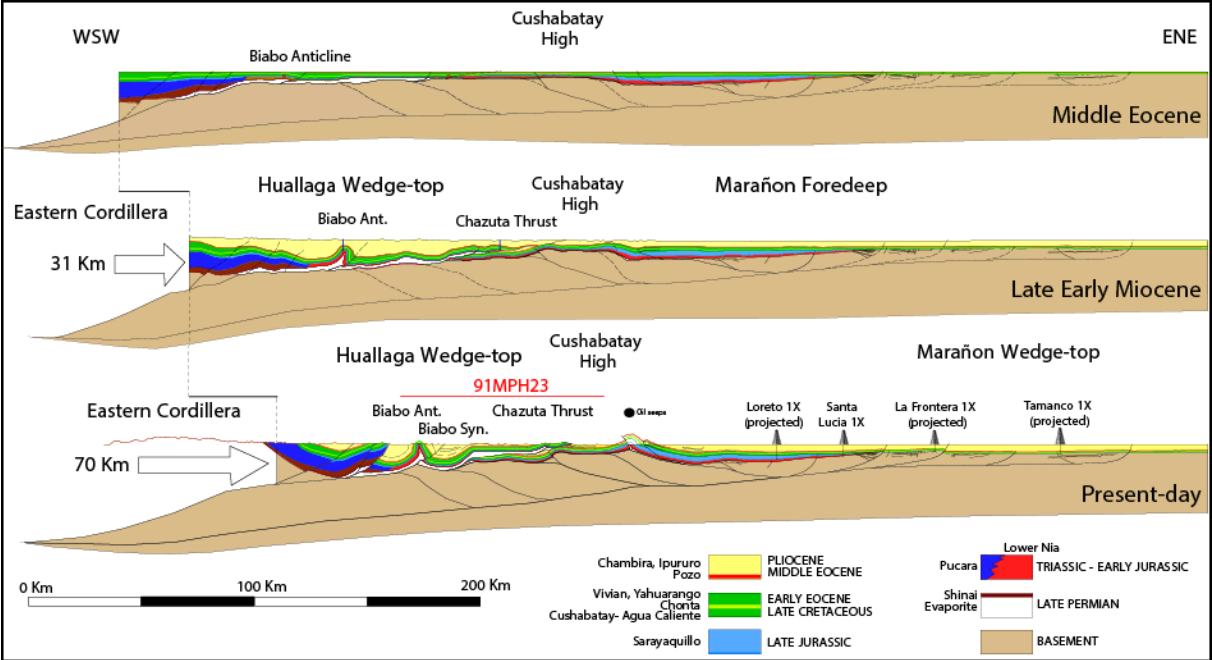 WSW
Cushabatay
High
ENE
Biabo Anticline
Middle Eocene
Eastern Cordillera
Huallaga Wedge-top
Cushabatay
High
Marañon Foredeep
Biabo Ant.
Chazuta Thrust
31 Km
Late Early Miocene
Huallaga Wedge-top
Cushabatay
High
Marañon Wedge-top
91MPH23
Eastern Cordillera
Biabo Ant.
Chazuta Thrust
Biabo Syn.
Oil seeps
Loreto 1X
(projected)
Santa
Lucia 1X
La Frontera 1X
(projected)
Tamanco 1X
(projected)
70 Km
Present-day
0 Km
100 Km
200 Km
Chambira, Ipururo
Pozo
PLIOCENE
MIDDLE EOCENE
Vivian, Yahuarango
Chonta
Cushabatay- Agua Caliente
EARLY EOCENE
LATE CRETACEOUS
Sarayaquillo
LATE JURASSIC
Lower Nia
Pucara
TRIASSIC - EARLY JURASSIC
Shinai
Evaporite
LATE PERMIAN
BASEMENT